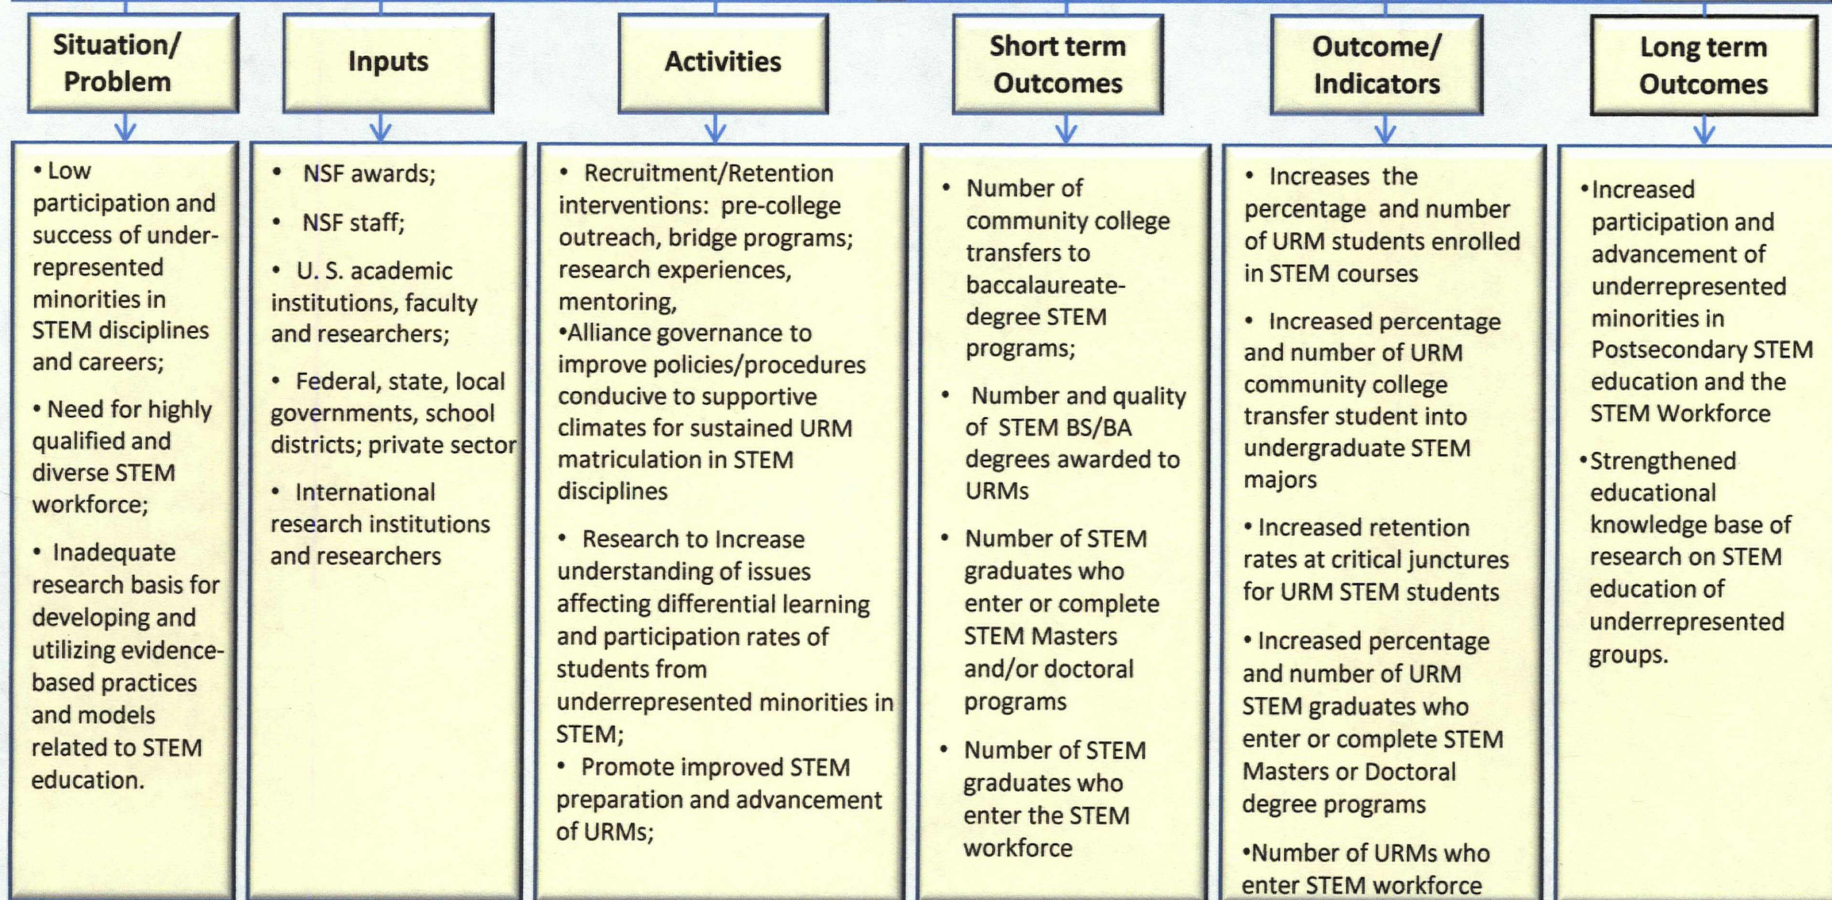 Situation/
Problem
Inputs
Activities
Short term
Outcomes
Outcome/
Indicators
Long term
Outcomes
• Low
participation and
success of under-
represented
minorities in
STEM disciplines
and careers;
• Need for highly
qualified and
diverse STEM
workforce;
• Inadequate
research basis for
developing and
utilizing evidence-
based practices
and models
related to STEM
education.
• NSF awards;
• NSF staff;
• U. S. academic
institutions, faculty
and researchers;
• Federal, state, local
governments, school
districts; private sector
• International
research institutions
and researchers
• Recruitment/Retention
interventions: pre-college
outreach, bridge programs;
research experiences,
mentoring,
•Alliance governance to
improve policies/procedures
conducive to supportive
climates for sustained URM
matriculation in STEM
disciplines
• Research to Increase
understanding of issues
affecting differential learning
and participation rates of
students from
underrepresented minorities in
STEM;
• Promote improved STEM
preparation and advancement
of URMs;
• Number of
community college
transfers to
baccalaureate-
degree STEM
programs;
• Number and quality
of STEM BS/BA
degrees awarded to
URMs
• Number of STEM
graduates who
enter or complete
STEM Masters
and/or doctoral
programs
• Number of STEM
graduates who
enter the STEM
workforce
• Increases the
percentage and number
of URM students enrolled
in STEM courses
• Increased percentage
and number of URM
community college
transfer student into
undergraduate STEM
majors
• Increased retention
rates at critical junctures
for URM STEM students
• Increased percentage
and number of URM
STEM graduates who
enter or complete STEM
Masters or Doctoral
degree programs
•Number of URMs who
enter STEM workforce
•Increased
participation and
advancement of
underrepresented
minorities in
Postsecondary STEM
education and the
STEM Workforce
•Strengthened
educational
knowledge base of
research on STEM
education of
underrepresented
groups.